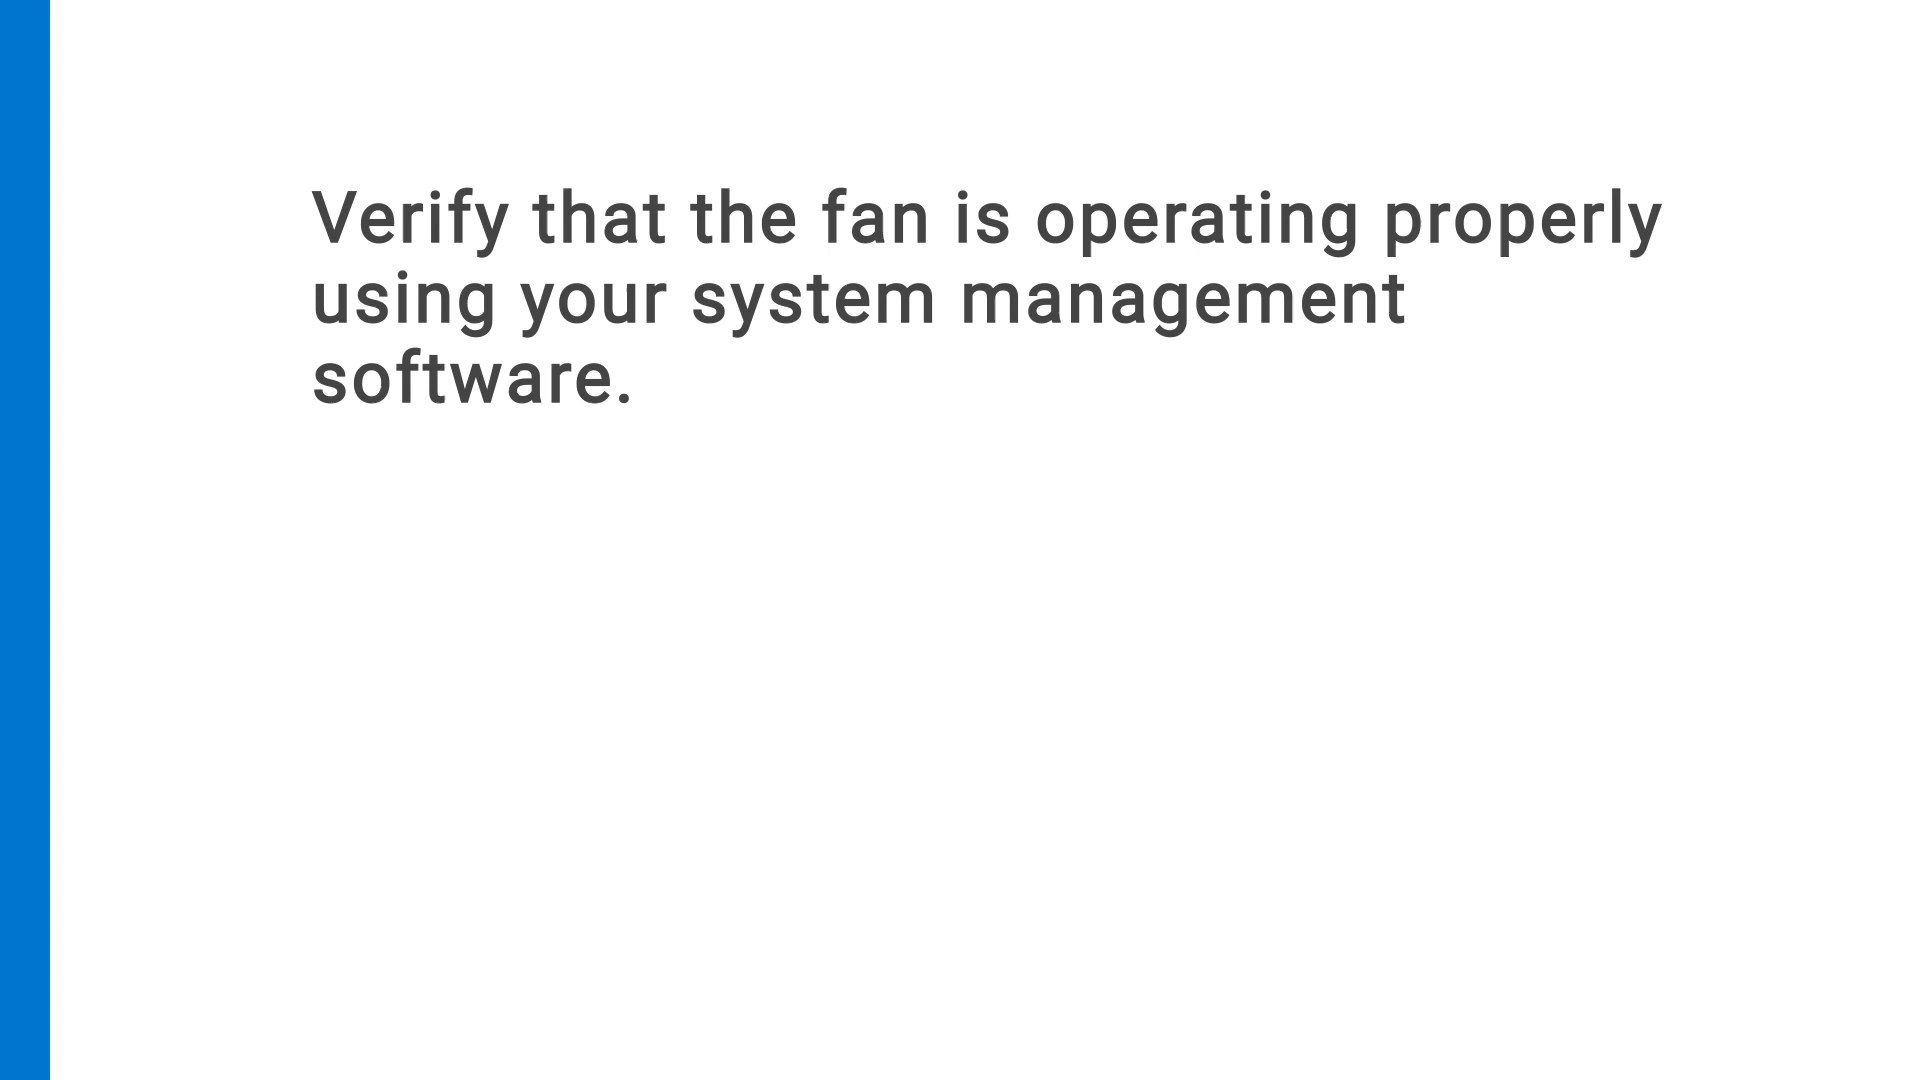 Verify that the fan is operating properly
using your system management
software.